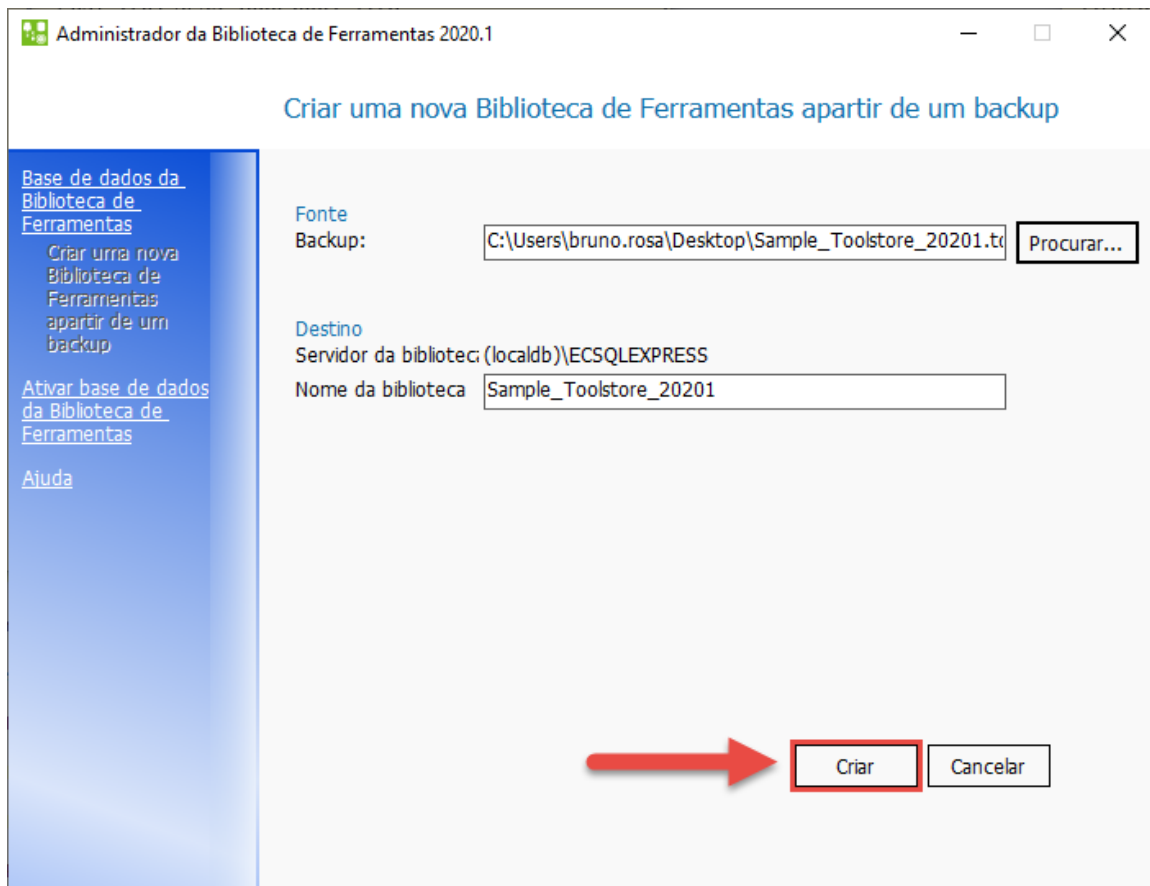 Administrador da Biblioteca de Ferramentas 2020.1
Criar uma nova Biblioteca de Ferramentas apartir de um backup
Base de dados da
Biblioteca de
Ferramentas
Criar uma nova
Biblioteca de
Ferramentas
apartir de um
backup
Ativar base de dados
da Biblioteca de
Ferramentas
Ajuda
Fonte
Backup: C:\Users\bruno.rosa\Desktop\Sample_Toolstore_20201.tc Procurar...
Destino
Servidor da bibliotec (localdb)\ECSQLEXPRESS
Nome da biblioteca Sample_Toolstore_20201
Criar Cancelar